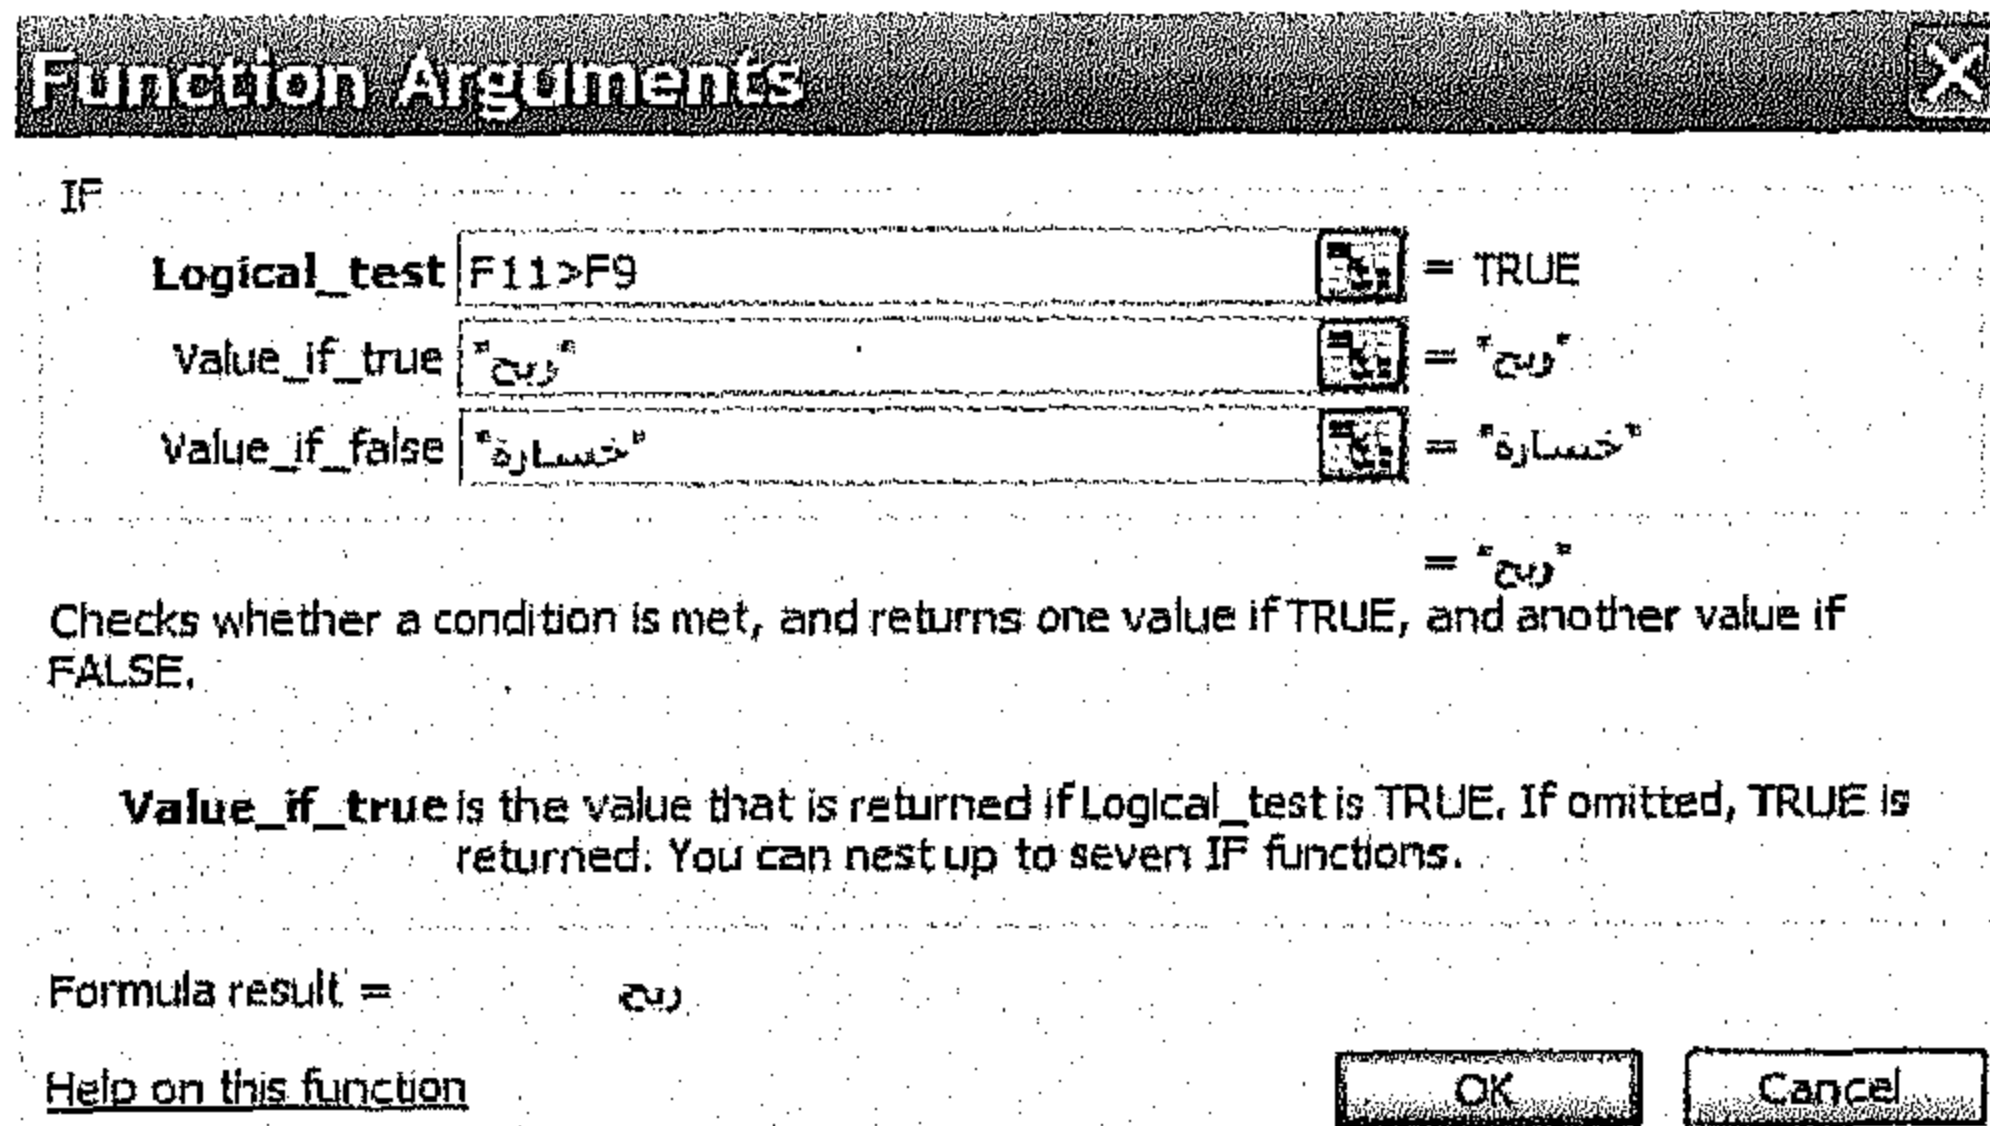 Function Arguments
IF
Logical_test F11>F9 = TRUE
Value_if_true "ربح" = "ربح"
Value_if_false "خسارة" = "خسارة"
= "ربح"
Checks whether a condition is met, and returns one value if TRUE, and another value if
FALSE.
Value_if_true is the value that is returned if Logical_test is TRUE. If omitted, TRUE is
returned. You can nest up to seven IF functions.
Formula result = ربح
Help on this function
OK Cancel